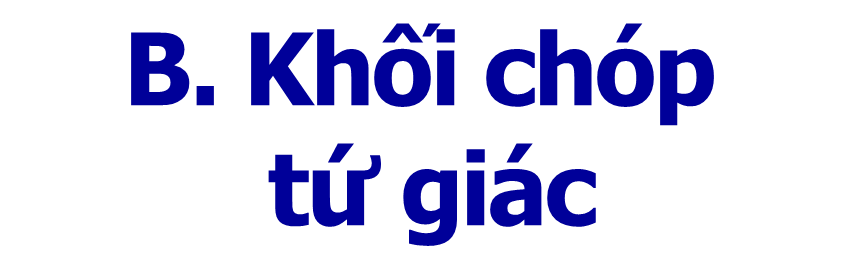 B. Khối chóp
tứ giác